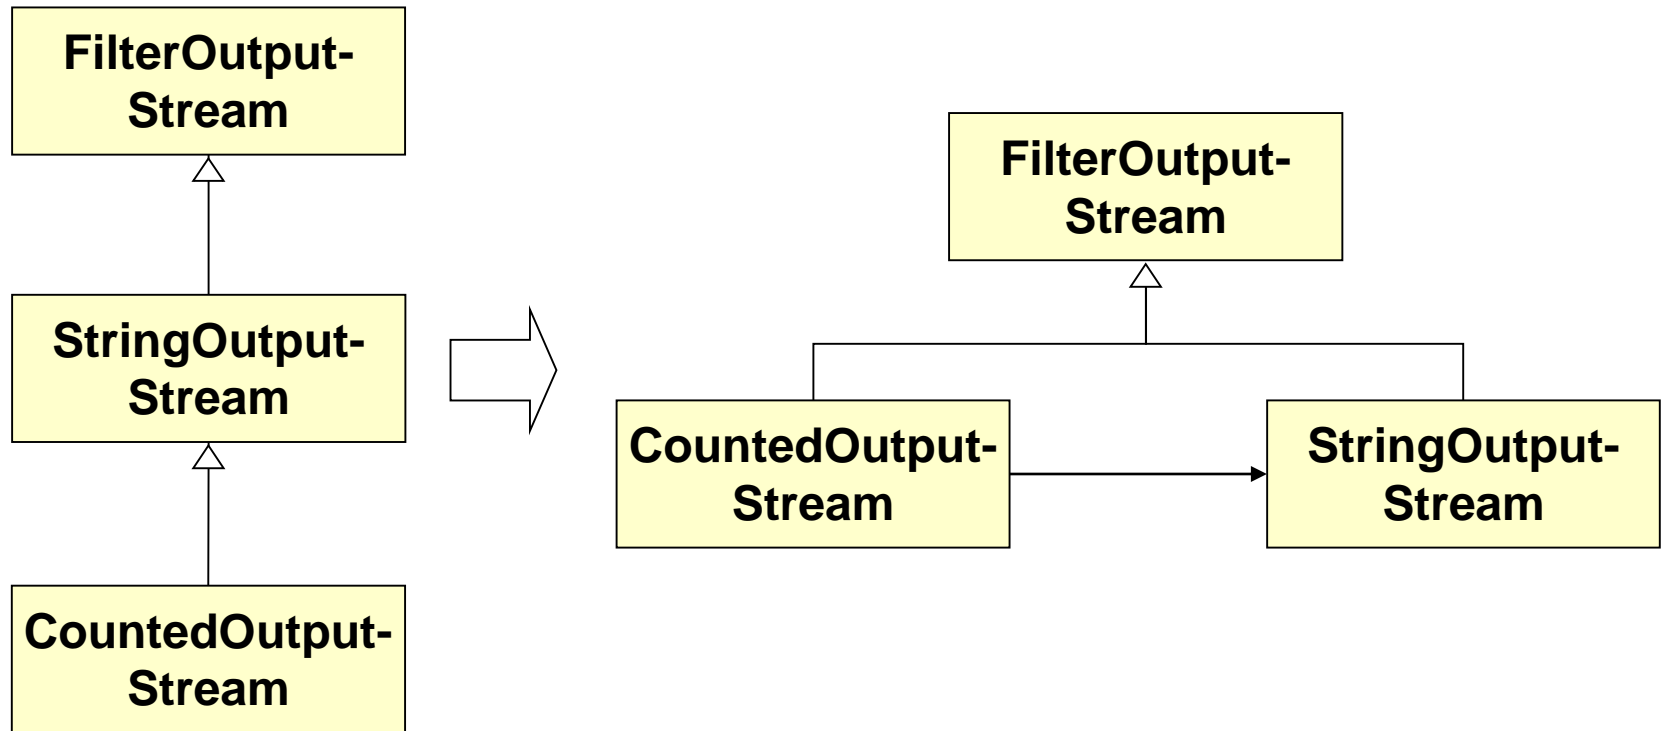 FilterOutput-
Stream
StringOutput-
Stream
CountedOutput-
Stream
FilterOutput-
Stream
CountedOutput-
Stream
StringOutput-
Stream